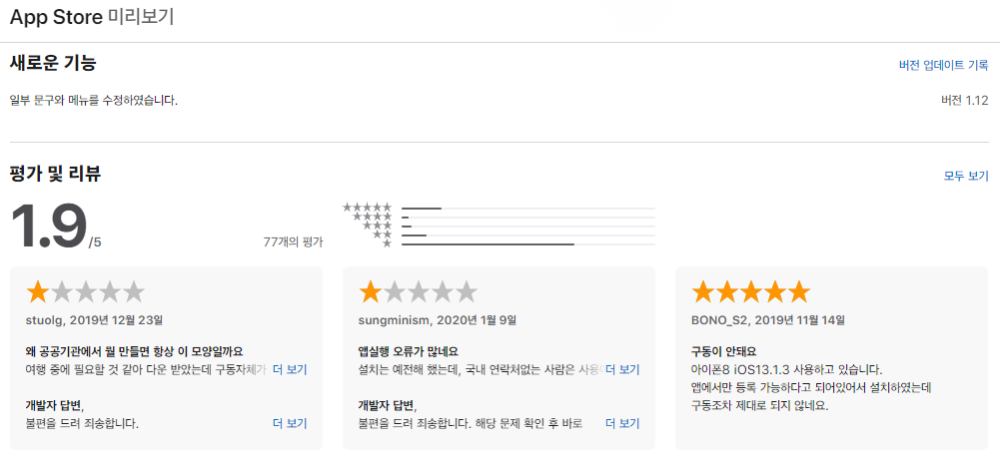 App Store 미리보기
새로운 기능
버전 업데이트 기록
일부 문구와 메뉴를 수정하였습니다.
버전 1.12
평가 및 리뷰
모두 보기
1.9/5
77개의 평가
★★★★★
★★★★
★★★
★★
★
stuolg, 2019년 12월 23일
왜 공공기관에서 뭘 만들면 항상 이 모양일까요
여행 중에 필요할 것 같아 다운 받았는데 구동자체가 더 보기
개발자 답변,
불편을 드려 죄송합니다. 더 보기
sungminism, 2020년 1월 9일
앱실행 오류가 많네요
설치는 예전해 했는데, 국내 연락처없는 사람은 사용 더 보기
개발자 답변,
불편을 드려 죄송합니다. 해당 문제 확인 후 바로 더 보기
BONO_S2, 2019년 11월 14일
구동이 안돼요
아이폰8 iOS13.1.3 사용하고 있습니다.
앱에서만 등록 가능하다고 되어있어서 설치하였는데
구동조차 제대로 되지 않네요.